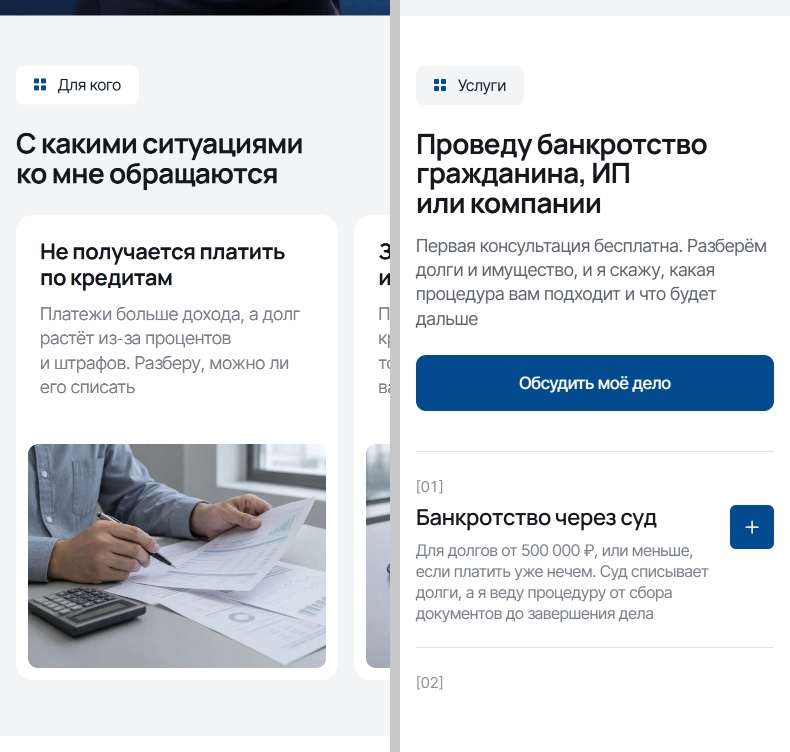 Для кого
С какими ситуациями
ко мне обращаются
Не получается платить
по кредитам
Платежи больше дохода, а долг
растёт из-за процентов
и штрафов. Разберу, можно ли
его списать
Услуги
Проведу банкротство
гражданина, ИП
или компании
Первая консультация бесплатна. Разберём
долги и имущество, и я скажу, какая
процедура вам подходит и что будет
дальше
Обсудить моё дело
[01]
Банкротство через суд
Для долгов от 500 000 ₽, или меньше,
если платить уже нечем. Суд списывает
долги, а я веду процедуру от сбора
документов до завершения дела
[02]